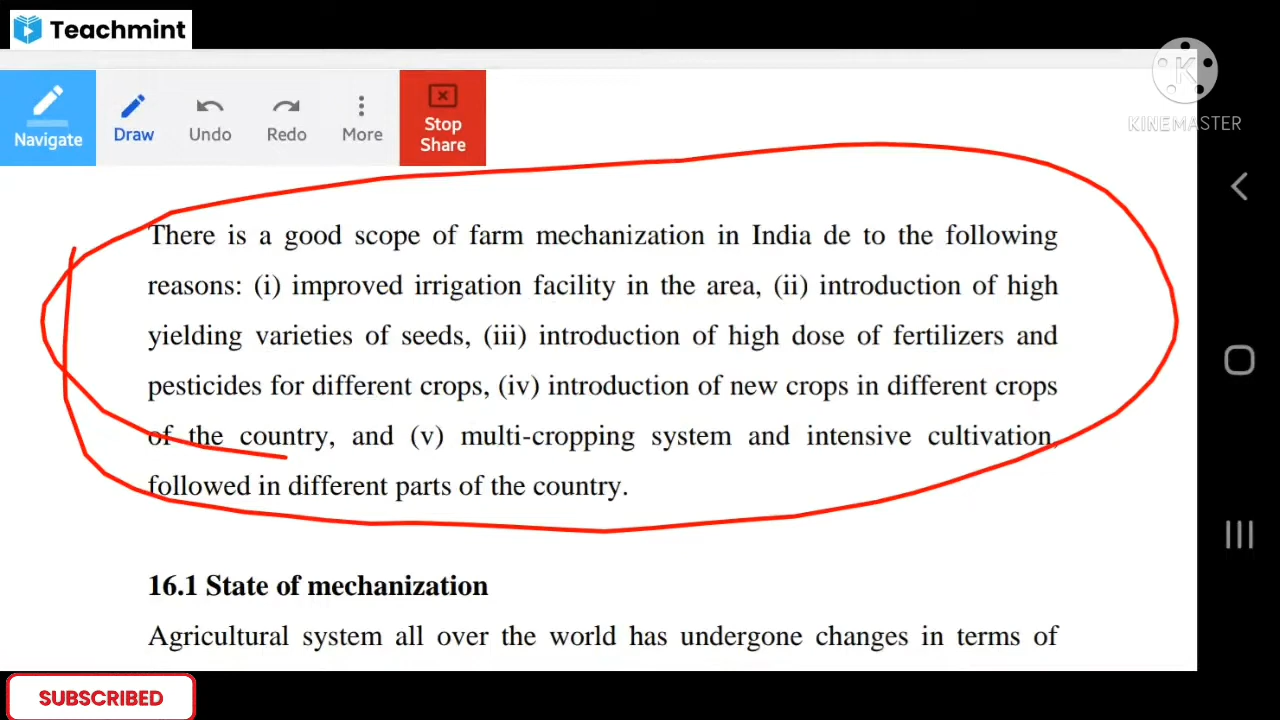 Teachmint
Navigate
Draw
Undo
Redo
More
Stop
Share
K
KINEMASTER
There is a good scope of farm mechanization in India de to the following
reasons: (i) improved irrigation facility in the area, (ii) introduction of high
yielding varieties of seeds, (iii) introduction of high dose of fertilizers and
pesticides for different crops, (iv) introduction of new crops in different crops
of the country, and (v) multi-cropping system and intensive cultivation,
followed in different parts of the country.
16.1 State of mechanization
Agricultural system all over the world has undergone changes in terms of
SUBSCRIBED